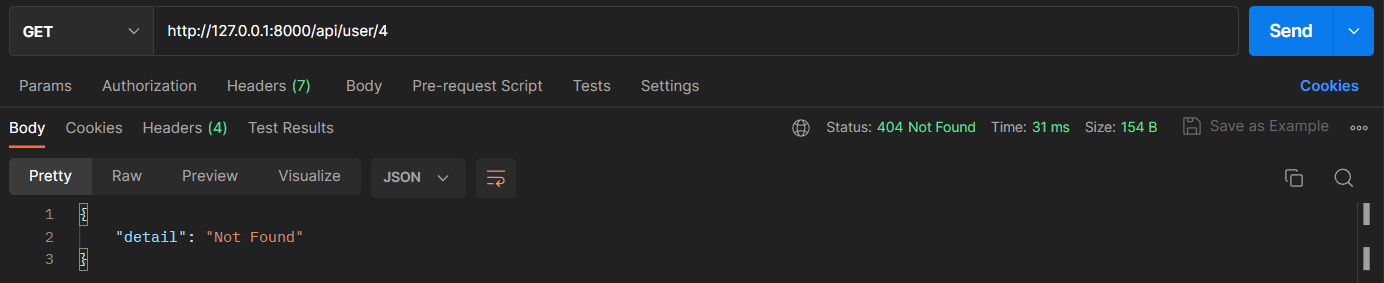 GET http://127.0.0.1:8000/api/user/4 Send
Params Authorization Headers (7) Body Pre-request Script Tests Settings Cookies
Body Cookies Headers (4) Test Results Status: 404 Not Found Time: 31 ms Size: 154 B Save as Example
Pretty Raw Preview Visualize JSON
1 {
2 "detail": "Not Found"
3 }